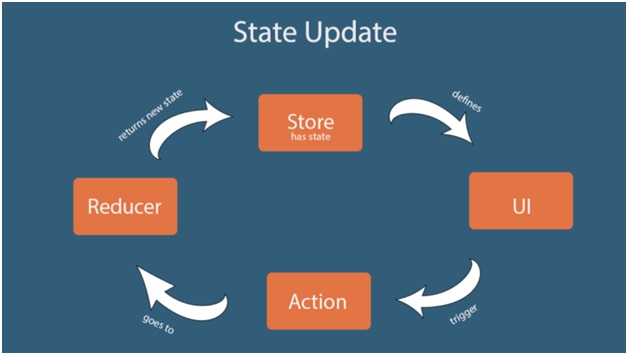 State Update
returns new state
Store
has state
defines
Reducer
UI
goes to
Action
trigger